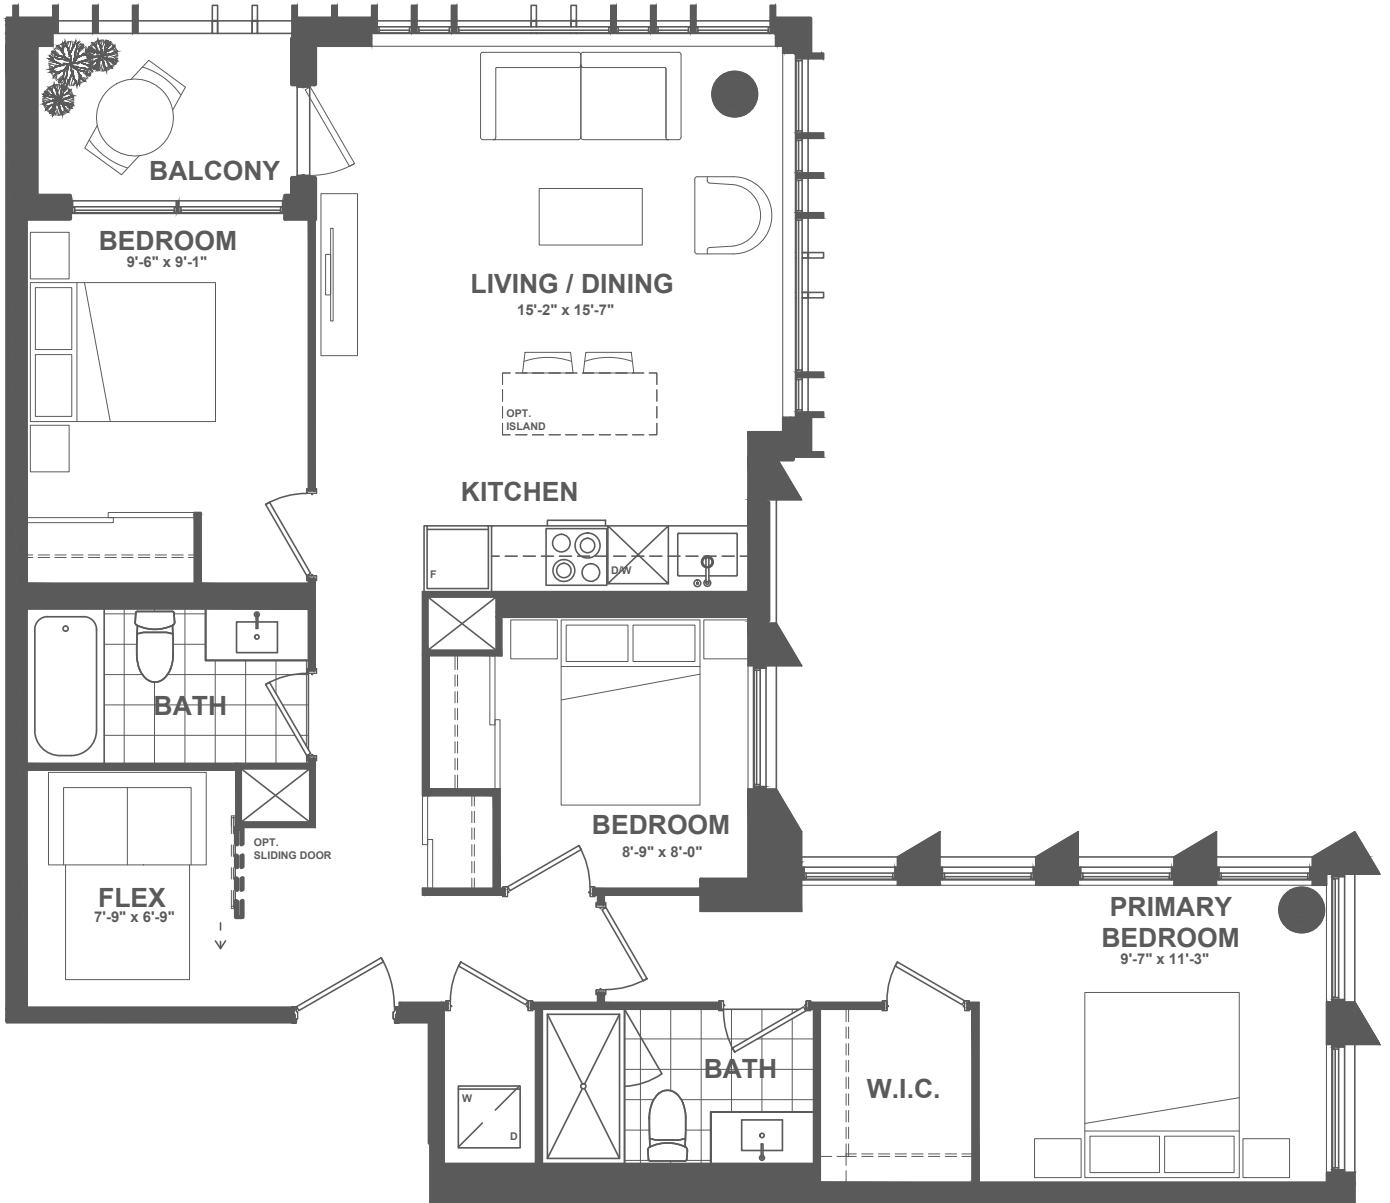 BALCONY
BEDROOM
9'-6" x 9'-1"
LIVING / DINING
15'-2" x 15'-7"
OPT.
ISLAND
KITCHEN
F
D/W
BATH
BEDROOM
8'-9" x 8'-0"
OPT.
SLIDING DOOR
FLEX
7'-9" x 6'-9"
PRIMARY
BEDROOM
9'-7" x 11'-3"
BATH
W.I.C.
W
D